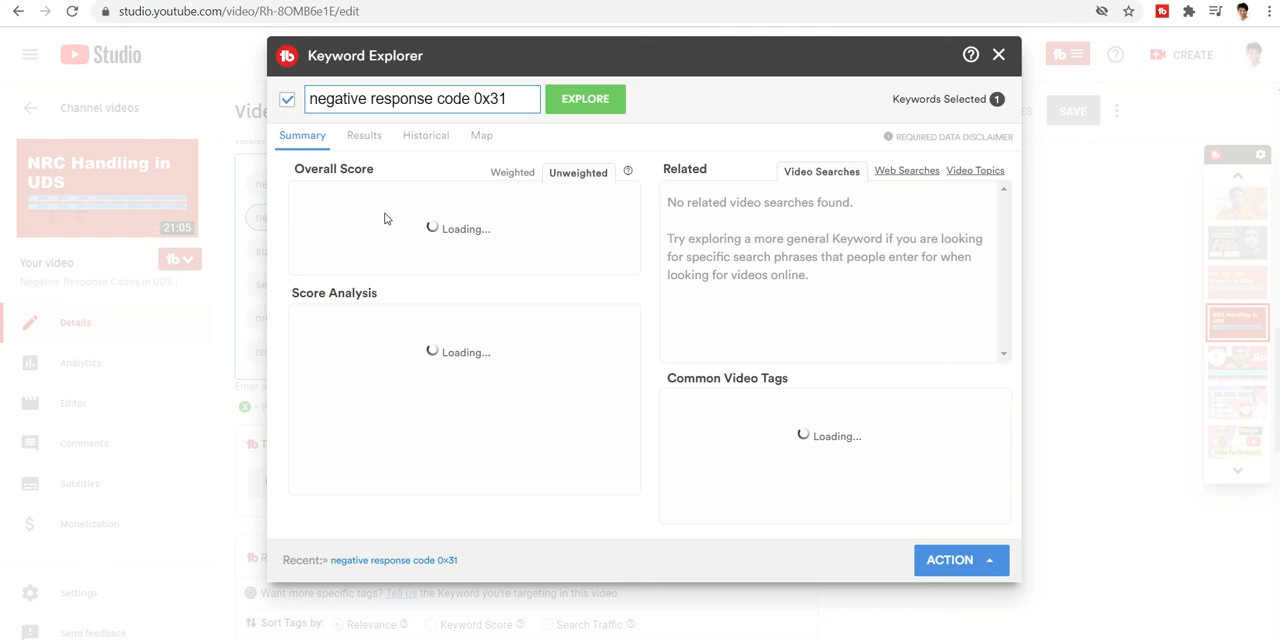 studio.youtube.com/video/Rh-8OMB6e1E/edit
Studio
CREATE
Channel videos
NRC Handling in
UDS
21:05
Your video
Negative Response Codes in UDS | ...
Details
Analytics
Editor
Comments
Subtitles
Monetization
Settings
Send feedback
SAVE
tb Keyword Explorer
negative response code 0x31
EXPLORE
Keywords Selected 1
Summary Results Historical Map
REQUIRED DATA DISCLAIMER
Overall Score
Weighted Unweighted
Loading...
Score Analysis
Loading...
Related
Video Searches Web Searches Video Topics
No related video searches found.
Try exploring a more general Keyword if you are looking
for specific search phrases that people enter for when
looking for videos online.
Common Video Tags
Loading...
Recent:» negative response code 0x31
ACTION
Want more specific tags? Tell us the Keyword you're targeting in this video.
Sort Tags by: Relevance Keyword Score Search Traffic